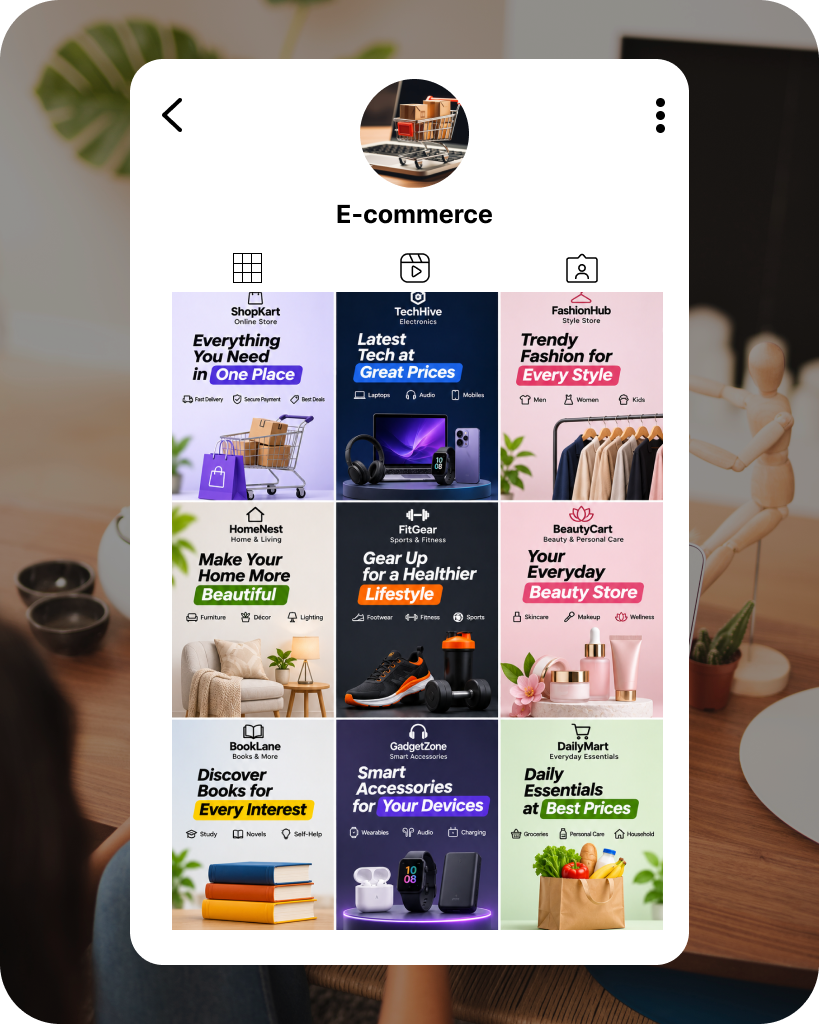 E-commerce
ShopKart
Online Store
Everything
You Need
in One Place
Fast Delivery
Secure Payment
Best Deals
TechHive
Electronics
Latest
Tech at
Great Prices
Laptops
Audio
Mobiles
10
08
FashionHub
Style Store
Trendy
Fashion for
Every Style
Men
Women
Kids
HomeNest
Home & Living
Make Your
Home More
Beautiful
Furniture
Décor
Lighting
FitGear
Sports & Fitness
Gear Up
for a Healthier
Lifestyle
Footwear
Fitness
Sports
BeautyCart
Beauty & Personal Care
Your
Everyday
Beauty Store
Skincare
Makeup
Wellness
BookLane
Books & More
Discover
Books for
Every Interest
Study
Novels
Self-Help
GadgetZone
Smart Accessories
Smart
Accessories
for Your Devices
Wearables
Audio
Charging
10
08
DailyMart
Everyday Essentials
Daily
Essentials
at Best Prices
Groceries
Personal Care
Household